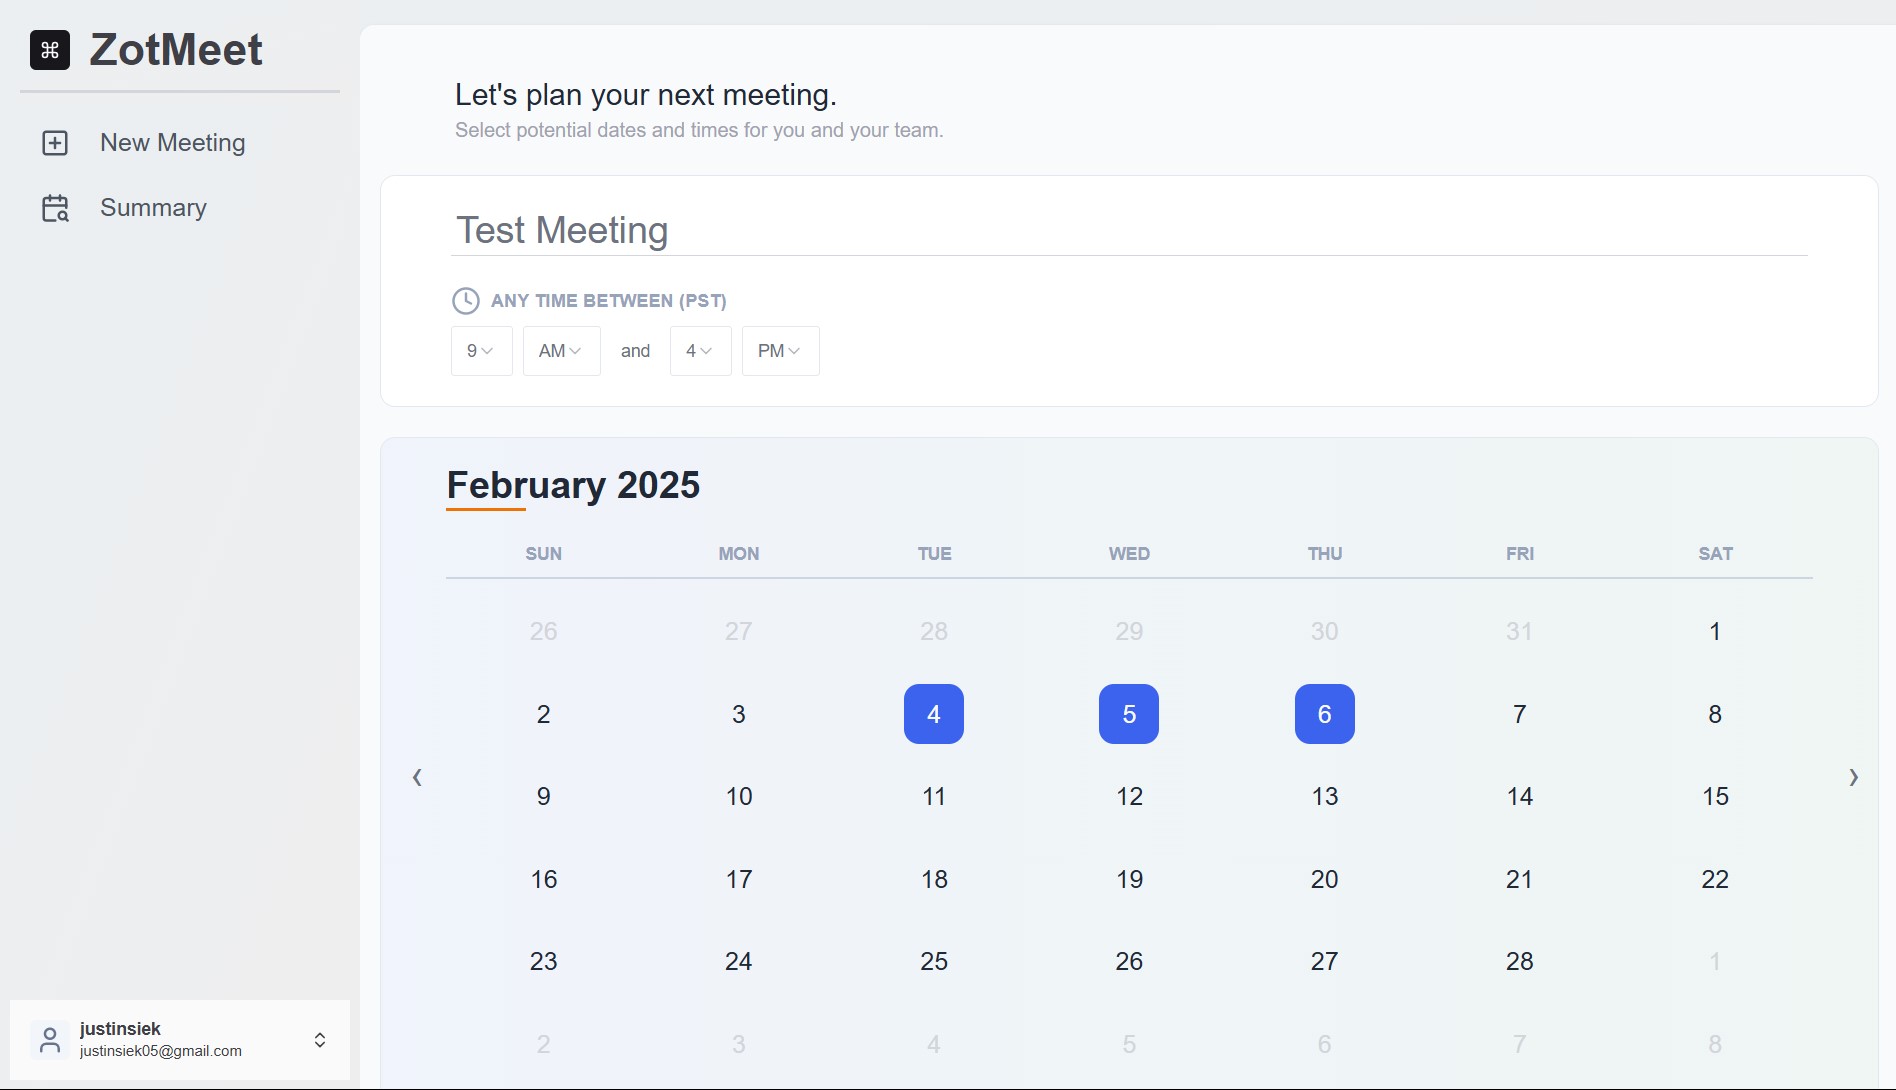 ZotMeet
New Meeting
Summary
Let's plan your next meeting.
Select potential dates and times for you and your team.
Test Meeting
ANY TIME BETWEEN (PST)
9 AM and 4 PM
February 2025
SUN MON TUE WED THU FRI SAT
26 27 28 29 30 31 1
2 3 4 5 6 7 8
9 10 11 12 13 14 15
16 17 18 19 20 21 22
23 24 25 26 27 28 1
2 3 4 5 6 7 8
justinsiek
justinsiek05@gmail.com